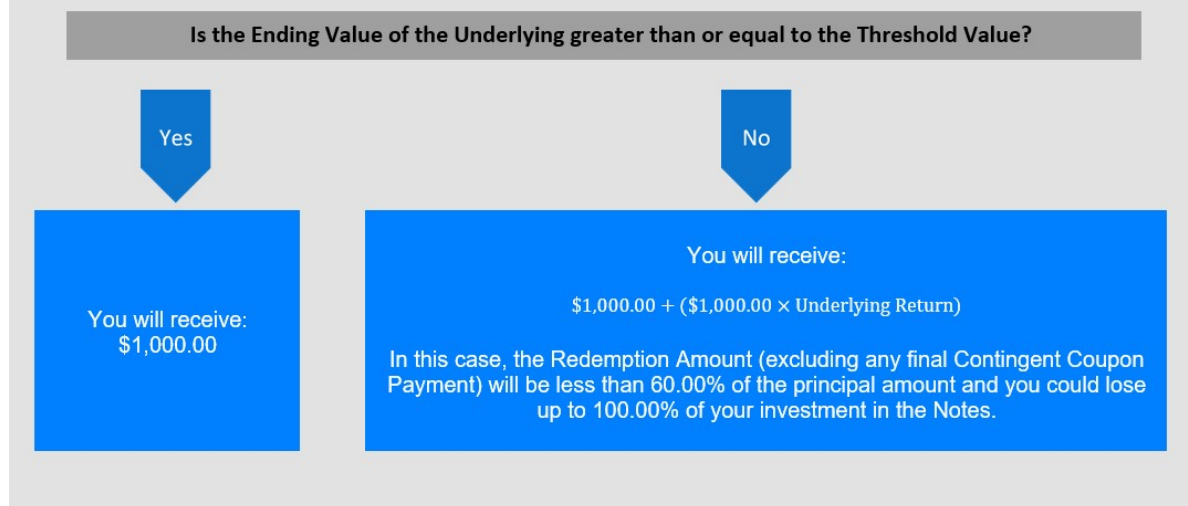 Is the Ending Value of the Underlying greater than or equal to the Threshold Value?
Yes
No
You will receive:
$1,000.00
You will receive:
$1,000.00 + ($1,000.00 × Underlying Return)
In this case, the Redemption Amount (excluding any final Contingent Coupon
Payment) will be less than 60.00% of the principal amount and you could lose
up to 100.00% of your investment in the Notes.